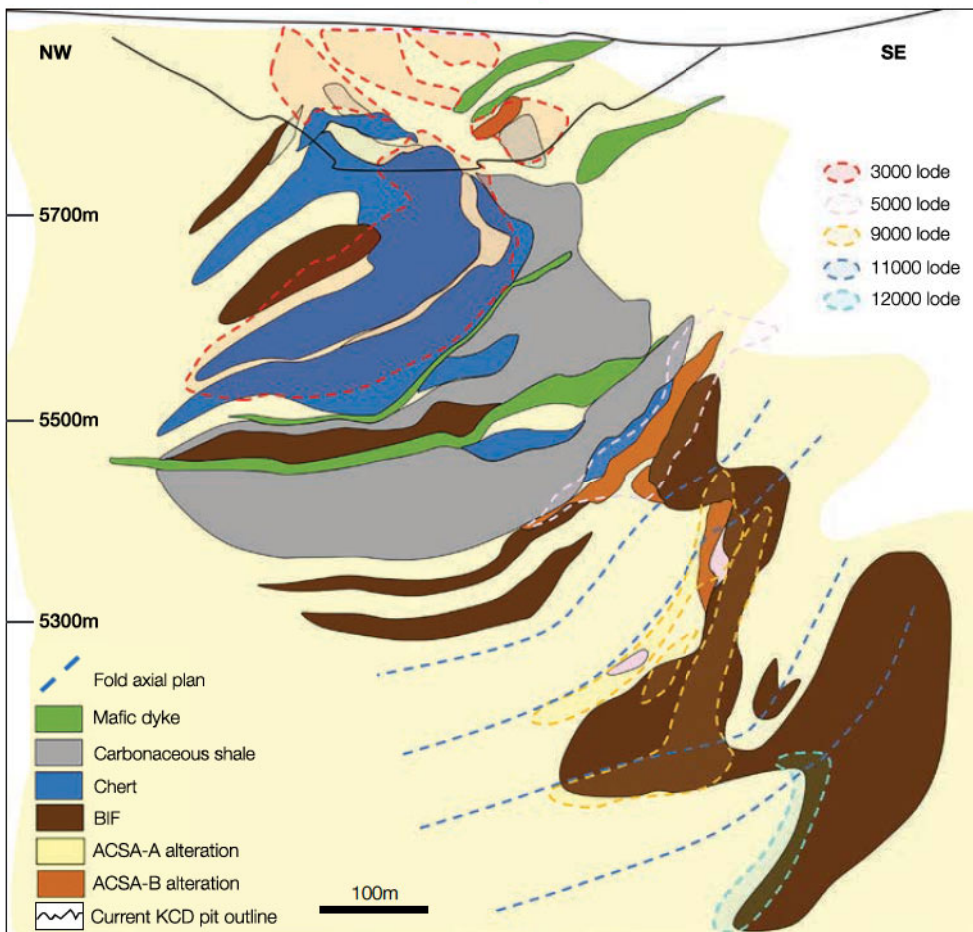 NW
SE
3000 lode
5000 lode
9000 lode
11000 lode
12000 lode
5700m
5500m
5300m
Fold axial plan
Mafic dyke
Carbonaceous shale
Chert
BIF
ACSA-A alteration
ACSA-B alteration
Current KCD pit outline
100m